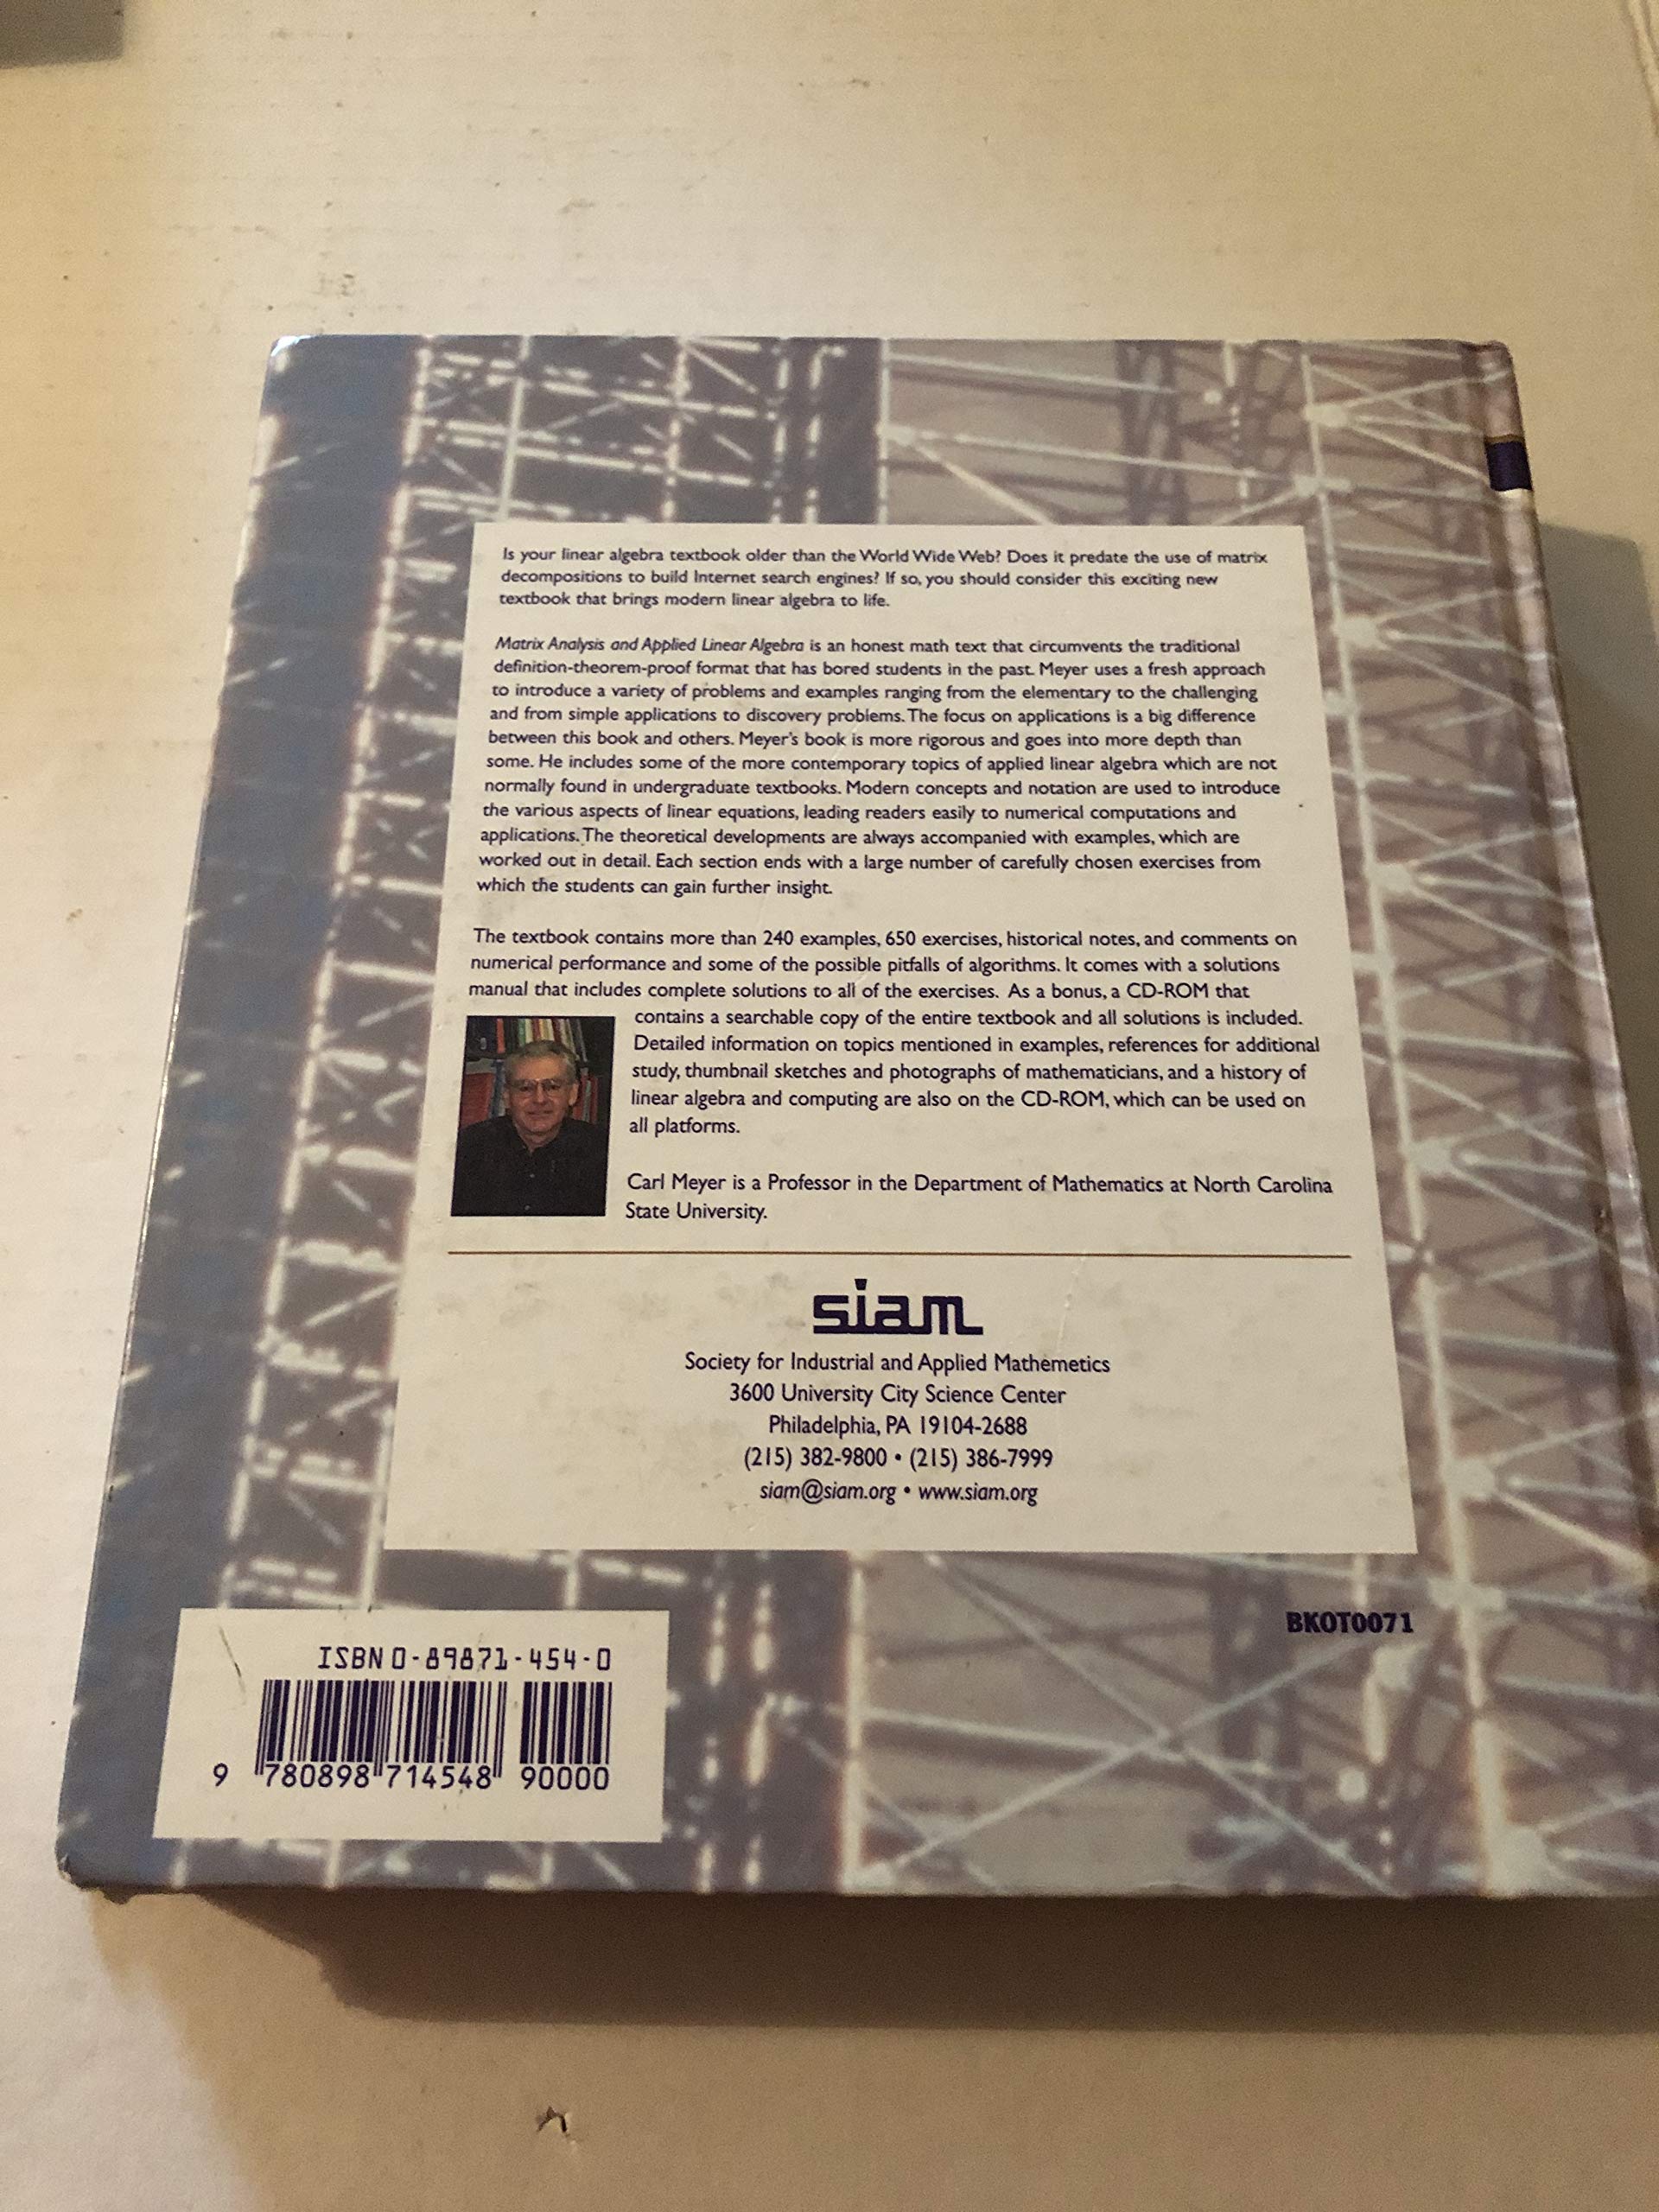 Is your linear algebra textbook older than the World Wide Web? Does it predate the use of matrix
decompositions to build Internet search engines? If so, you should consider this exciting new
textbook that brings modern linear algebra to life.
Matrix Analysis and Applied Linear Algebra is an honest math text that circumvents the traditional
definition-theorem-proof format that has bored students in the past. Meyer uses a fresh approach
to introduce a variety of problems and examples ranging from the elementary to the challenging
and from simple applications to discovery problems. The focus on applications is a big difference
between this book and others. Meyer's book is more rigorous and goes into more depth than
some. He includes some of the more contemporary topics of applied linear algebra which are not
normally found in undergraduate textbooks. Modern concepts and notation are used to introduce
the various aspects of linear equations, leading readers easily to numerical computations and
applications. The theoretical developments are always accompanied with examples, which are
worked out in detail. Each section ends with a large number of carefully chosen exercises from
which the students can gain further insight.
The textbook contains more than 240 examples, 650 exercises, historical notes, and comments on
numerical performance and some of the possible pitfalls of algorithms. It comes with a solutions
manual that includes complete solutions to all of the exercises. As a bonus, a CD-ROM that
contains a searchable copy of the entire textbook and all solutions is included.
Detailed information on topics mentioned in examples, references for additional
study, thumbnail sketches and photographs of mathematicians, and a history of
linear algebra and computing are also on the CD-ROM, which can be used on
all platforms.
Carl Meyer is a Professor in the Department of Mathematics at North Carolina
State University.
siam
Society for Industrial and Applied Mathemetics
3600 University City Science Center
Philadelphia, PA 19104-2688
(215) 382-9800 • (215) 386-7999
siam@siam.org • www.siam.org
BKOT0071
ISBN 0-89871-454-0
9 780898 714548 90000